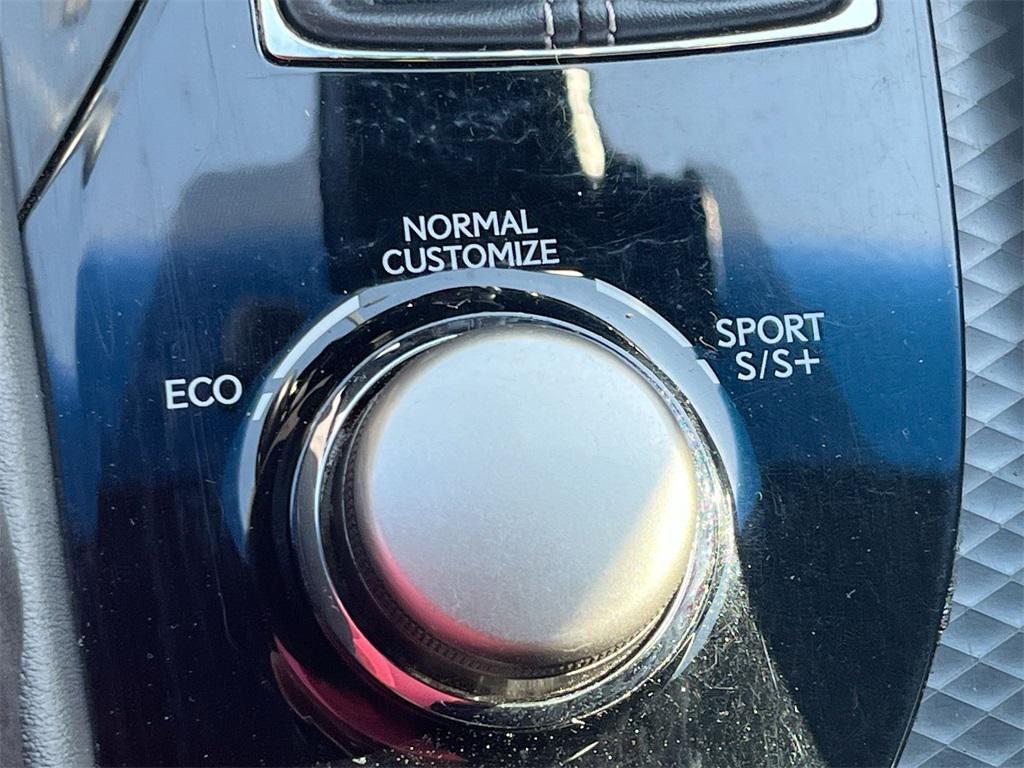 NORMAL
CUSTOMIZE
SPORT
S/S+
ECO